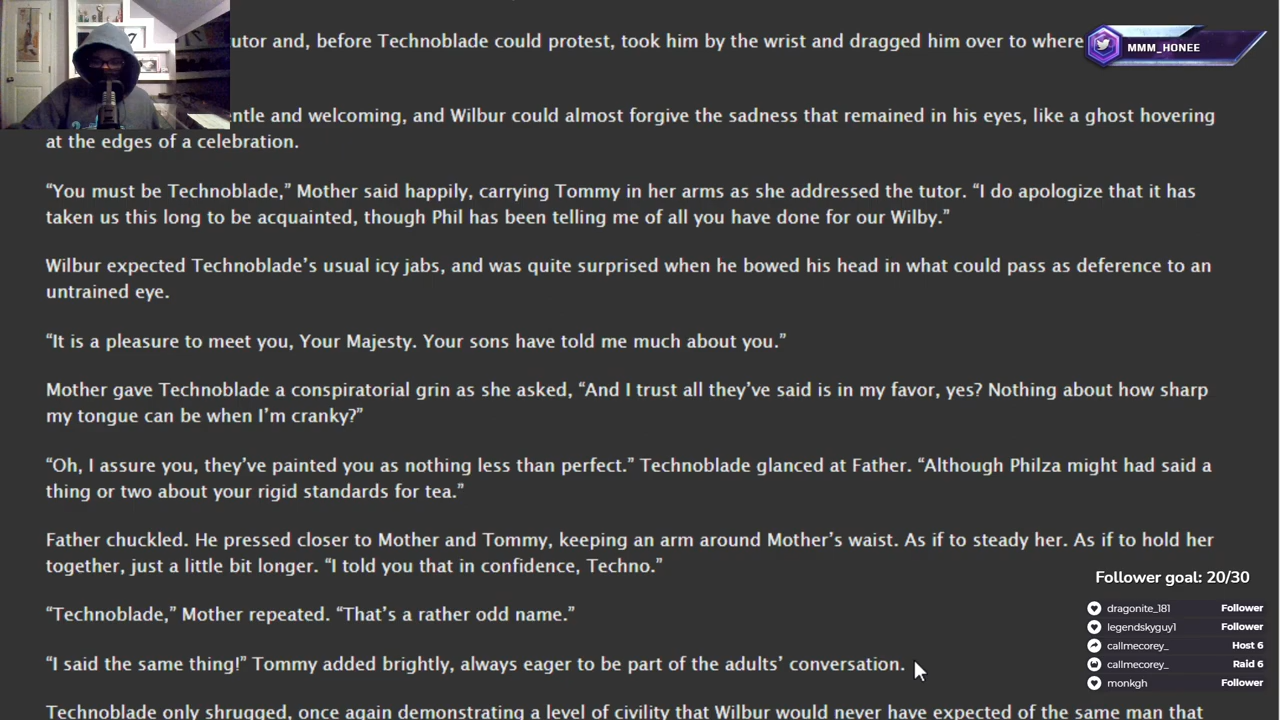 utor and, before Technoblade could protest, took him by the wrist and dragged him over to where
MMM_HONEE
ntle and welcoming, and Wilbur could almost forgive the sadness that remained in his eyes, like a ghost hovering
at the edges of a celebration.
“You must be Technoblade,” Mother said happily, carrying Tommy in her arms as she addressed the tutor. “I do apologize that it has
taken us this long to be acquainted, though Phil has been telling me of all you have done for our Wilby.”
Wilbur expected Technoblade’s usual icy jabs, and was quite surprised when he bowed his head in what could pass as deference to an
untrained eye.
“It is a pleasure to meet you, Your Majesty. Your sons have told me much about you.”
Mother gave Technoblade a conspiratorial grin as she asked, “And I trust all they’ve said is in my favor, yes? Nothing about how sharp
my tongue can be when I’m cranky?”
“Oh, I assure you, they’ve painted you as nothing less than perfect.” Technoblade glanced at Father. “Although Philza might had said a
thing or two about your rigid standards for tea.”
Father chuckled. He pressed closer to Mother and Tommy, keeping an arm around Mother’s waist. As if to steady her. As if to hold her
together, just a little bit longer. “I told you that in confidence, Techno.”
Follower goal: 20/30
dragonite_181 Follower
“Technoblade,” Mother repeated. “That’s a rather odd name.”
legendskyguy1 Follower
callmecorey_ Host 6
“I said the same thing!” Tommy added brightly, always eager to be part of the adults’ conversation.
callmecorey_ Raid 6
monkgh Follower
Technoblade only shrugged, once again demonstrating a level of civility that Wilbur would never have expected of the same man that